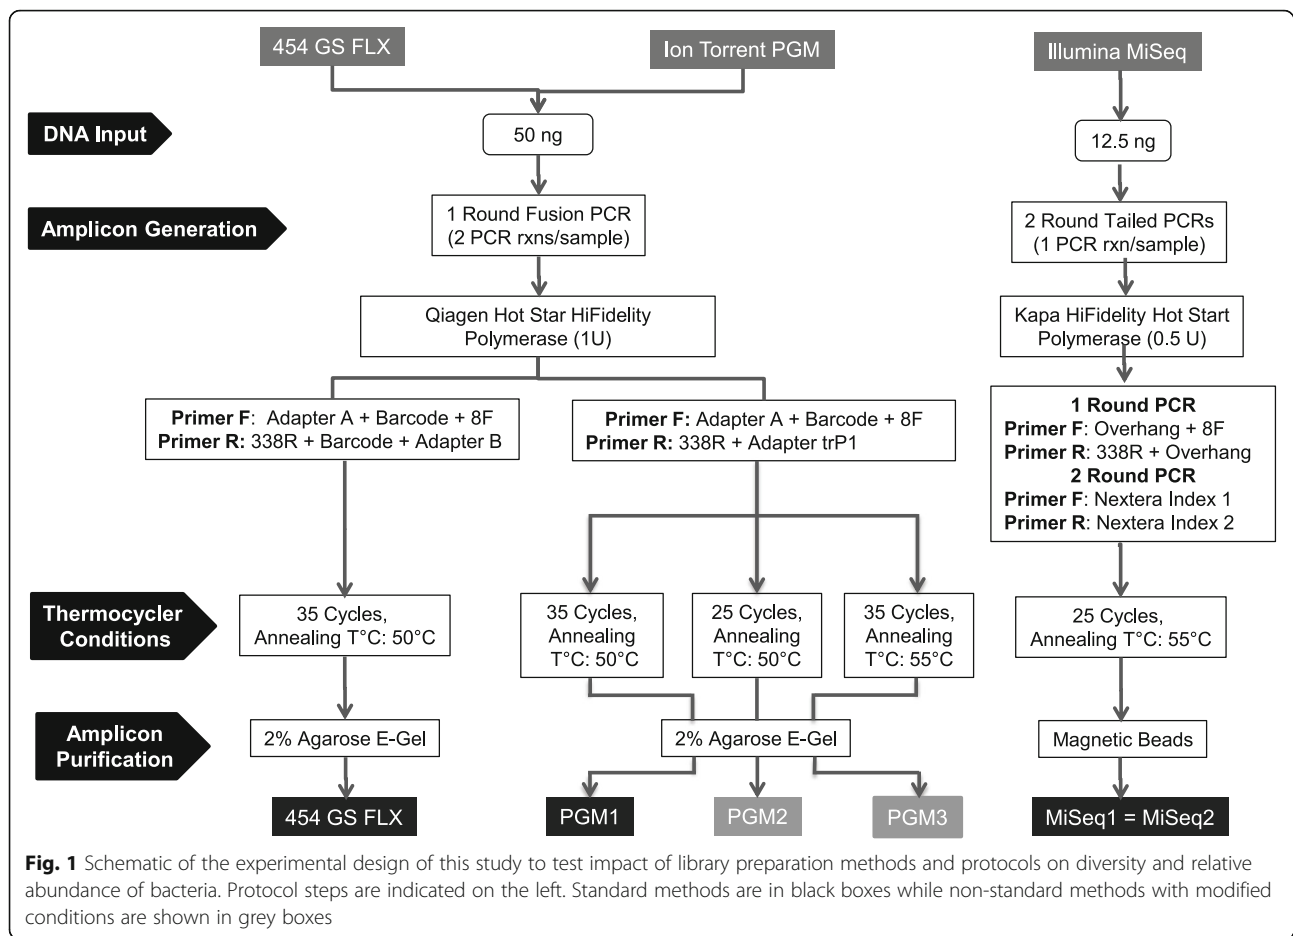 454 GS FLX
Ion Torrent PGM
Illumina MiSeq
DNA Input
50 ng
12.5 ng
Amplicon Generation
1 Round Fusion PCR
(2 PCR rxns/sample)
2 Round Tailed PCRs
(1 PCR rxn/sample)
Qiagen Hot Star HiFidelity
Polymerase (1U)
Kapa HiFidelity Hot Start
Polymerase (0.5 U)
Primer F: Adapter A + Barcode + 8F
Primer R: 338R + Barcode + Adapter B
Primer F: Adapter A + Barcode + 8F
Primer R: 338R + Adapter trP1
1 Round PCR
Primer F: Overhang + 8F
Primer R: 338R + Overhang
2 Round PCR
Primer F: Nextera Index 1
Primer R: Nextera Index 2
Thermocycler
Conditions
35 Cycles,
Annealing T°C: 50°C
35 Cycles,
Annealing
T°C: 50°C
25 Cycles,
Annealing
T°C: 50°C
35 Cycles,
Annealing
T°C: 55°C
25 Cycles,
Annealing T°C: 55°C
Amplicon
Purification
2% Agarose E-Gel
2% Agarose E-Gel
Magnetic Beads
454 GS FLX
PGM1
PGM2
PGM3
MiSeq1 = MiSeq2
Fig. 1 Schematic of the experimental design of this study to test impact of library preparation methods and protocols on diversity and relative
abundance of bacteria. Protocol steps are indicated on the left. Standard methods are in black boxes while non-standard methods with modified
conditions are shown in grey boxes